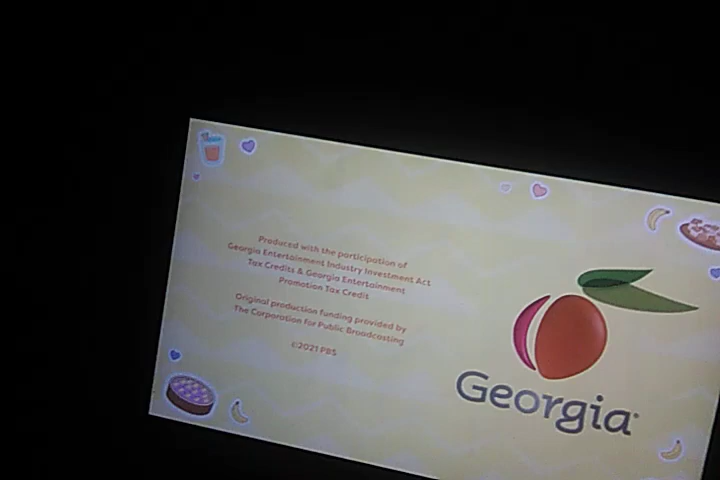 Produced with the participation of
Georgia Entertainment Industry Investment Act
Tax Credits & Georgia Entertainment
Promotion Tax Credit
Original production funding provided by
The Corporation for Public Broadcasting
©2021 PBS
Georgia